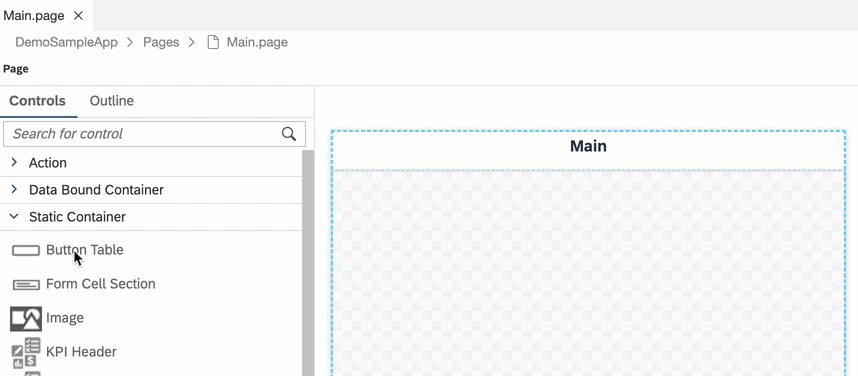 Main.page
DemoSampleApp > Pages > Main.page
Page
Controls Outline
Search for control
Action
Data Bound Container
Static Container
Button Table
Form Cell Section
Image
KPI Header
Main